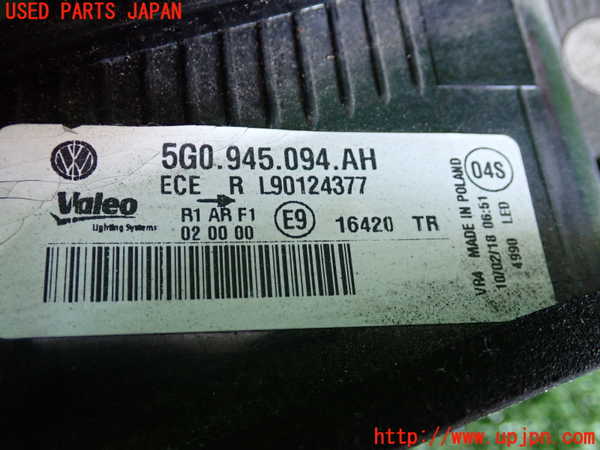 USED PARTS JAPAN
5G0.945.094.AH
ECE R L90124377
Valeo
Lighting Systems
R1 AR F1
02 00 00
E9
16420 TR
04S
VR4 MADE IN POLAND
10/02/18 06:51
4990 LED
http://www.upjpn.com/